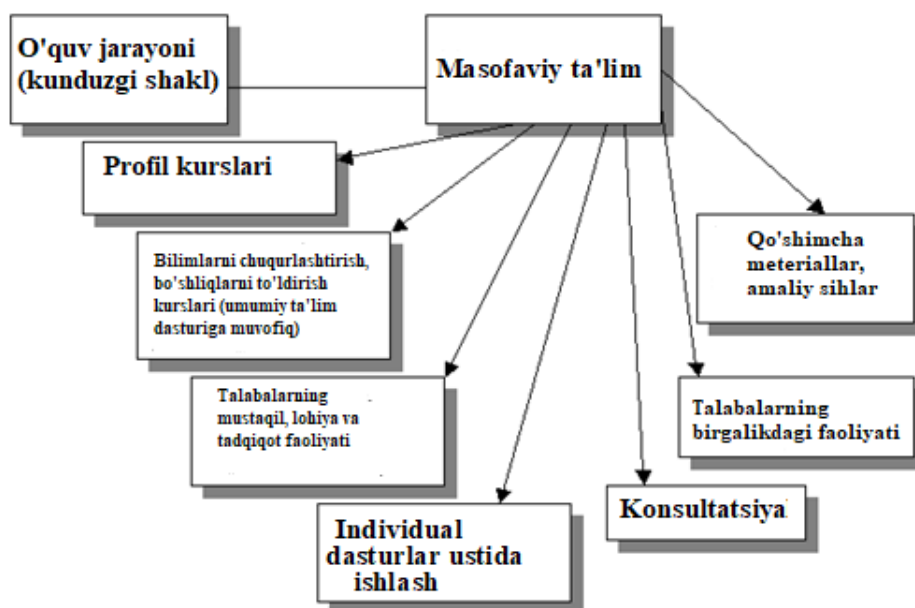 O'quv jarayoni
(kunduzgi shakl)
Masofaviy ta'lim
Profil kurslari
Bilimlarni chuqurlashtirish,
bo'shliqlarni to'ldirish
kurslari (umumiy ta'lim
dasturiga muvofiq)
Qo'shimcha
meteriallar,
amaliy sihlar
Talabalarning
mustaqil, lohiya va
tadqiqot faoliyati
Talabalarning
birgalikdagi faoliyati
Individual
dasturlar ustida
ishlash
Konsultatsiya